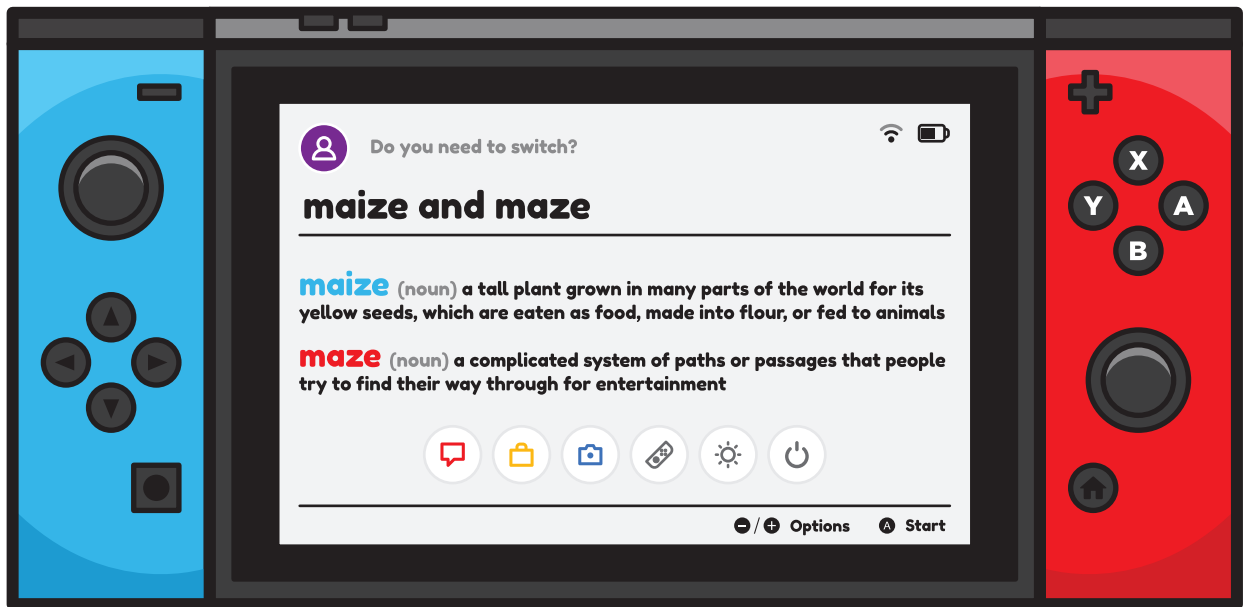 Do you need to switch?
maize and maze
maize (noun) a tall plant grown in many parts of the world for its
yellow seeds, which are eaten as food, made into flour, or fed to animals
maze (noun) a complicated system of paths or passages that people
try to find their way through for entertainment
−/+ Options A Start
X
Y A
B